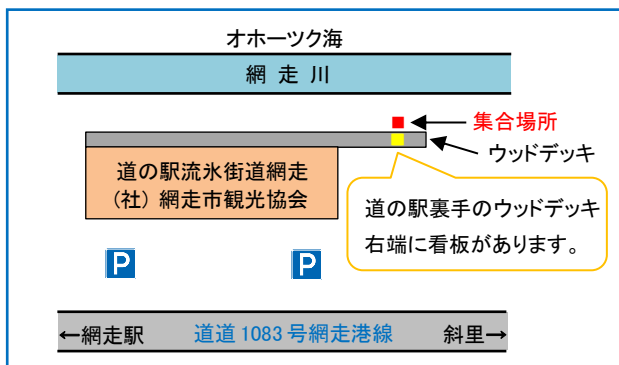 オホーツク海
網 走 川
集合場所
ウッドデッキ
道の駅流氷街道網走
(社) 網走市観光協会
道の駅裏手のウッドデッキ
右端に看板があります。
P
P
←網走駅 道道 1083 号網走港線 斜里→